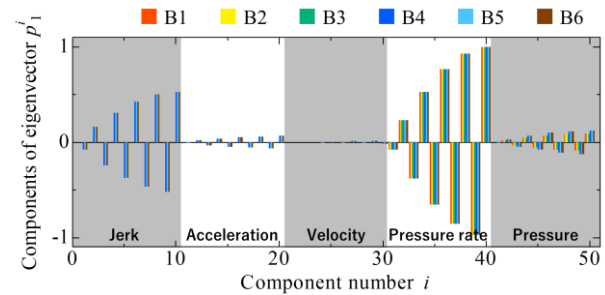 B1 B2 B3 B4 B5 B6
Components of eigenvector p₁ⁱ
1
0
-1
Jerk Acceleration Velocity Pressure rate Pressure
0 10 20 30 40 50
Component number i